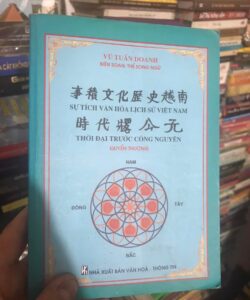 VŨ TUẤN DOANH
BIÊN SOẠN THỂ SONG NGỮ
事積文化歷史越南
SỰ TÍCH VĂN HÓA LỊCH SỬ VIỆT NAM
時代 公元
THỜI ĐẠI TRƯỚC CÔNG NGUYÊN
QUYỂN THƯỢNG
NAM
ĐÔNG
TÂY
BẮC
NHÀ XUẤT BẢN VĂN HÓA - THÔNG TIN